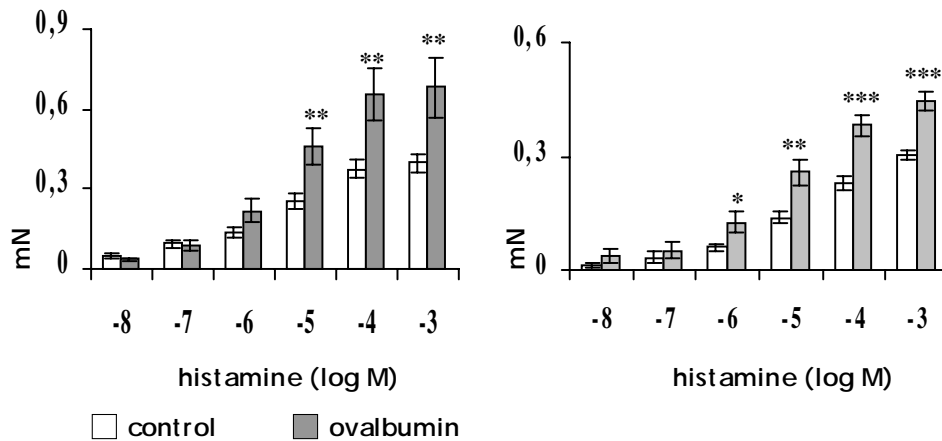 0,9
0,6
0,3
0
mN
** ** **
-8 -7 -6 -5 -4 -3
histamine (log M)
0,6
0,3
0
mN
* ** *** ***
-8 -7 -6 -5 -4 -3
histamine (log M)
control ovalbumin